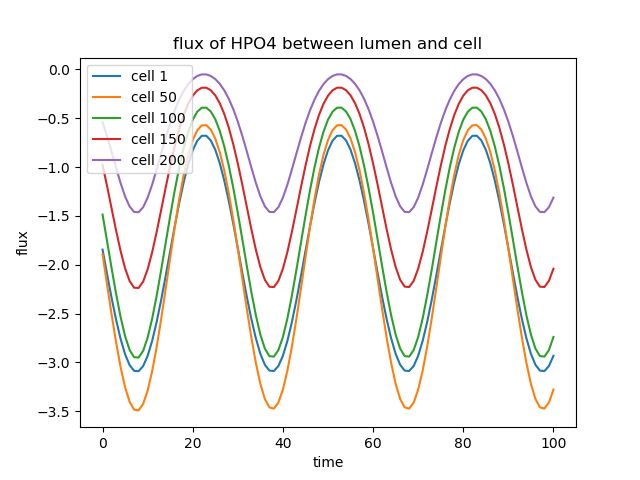 flux of HPO4 between lumen and cell
cell 1
cell 50
cell 100
cell 150
cell 200
flux
0.0
−0.5
−1.0
−1.5
−2.0
−2.5
−3.0
−3.5
0 20 40 60 80 100
time